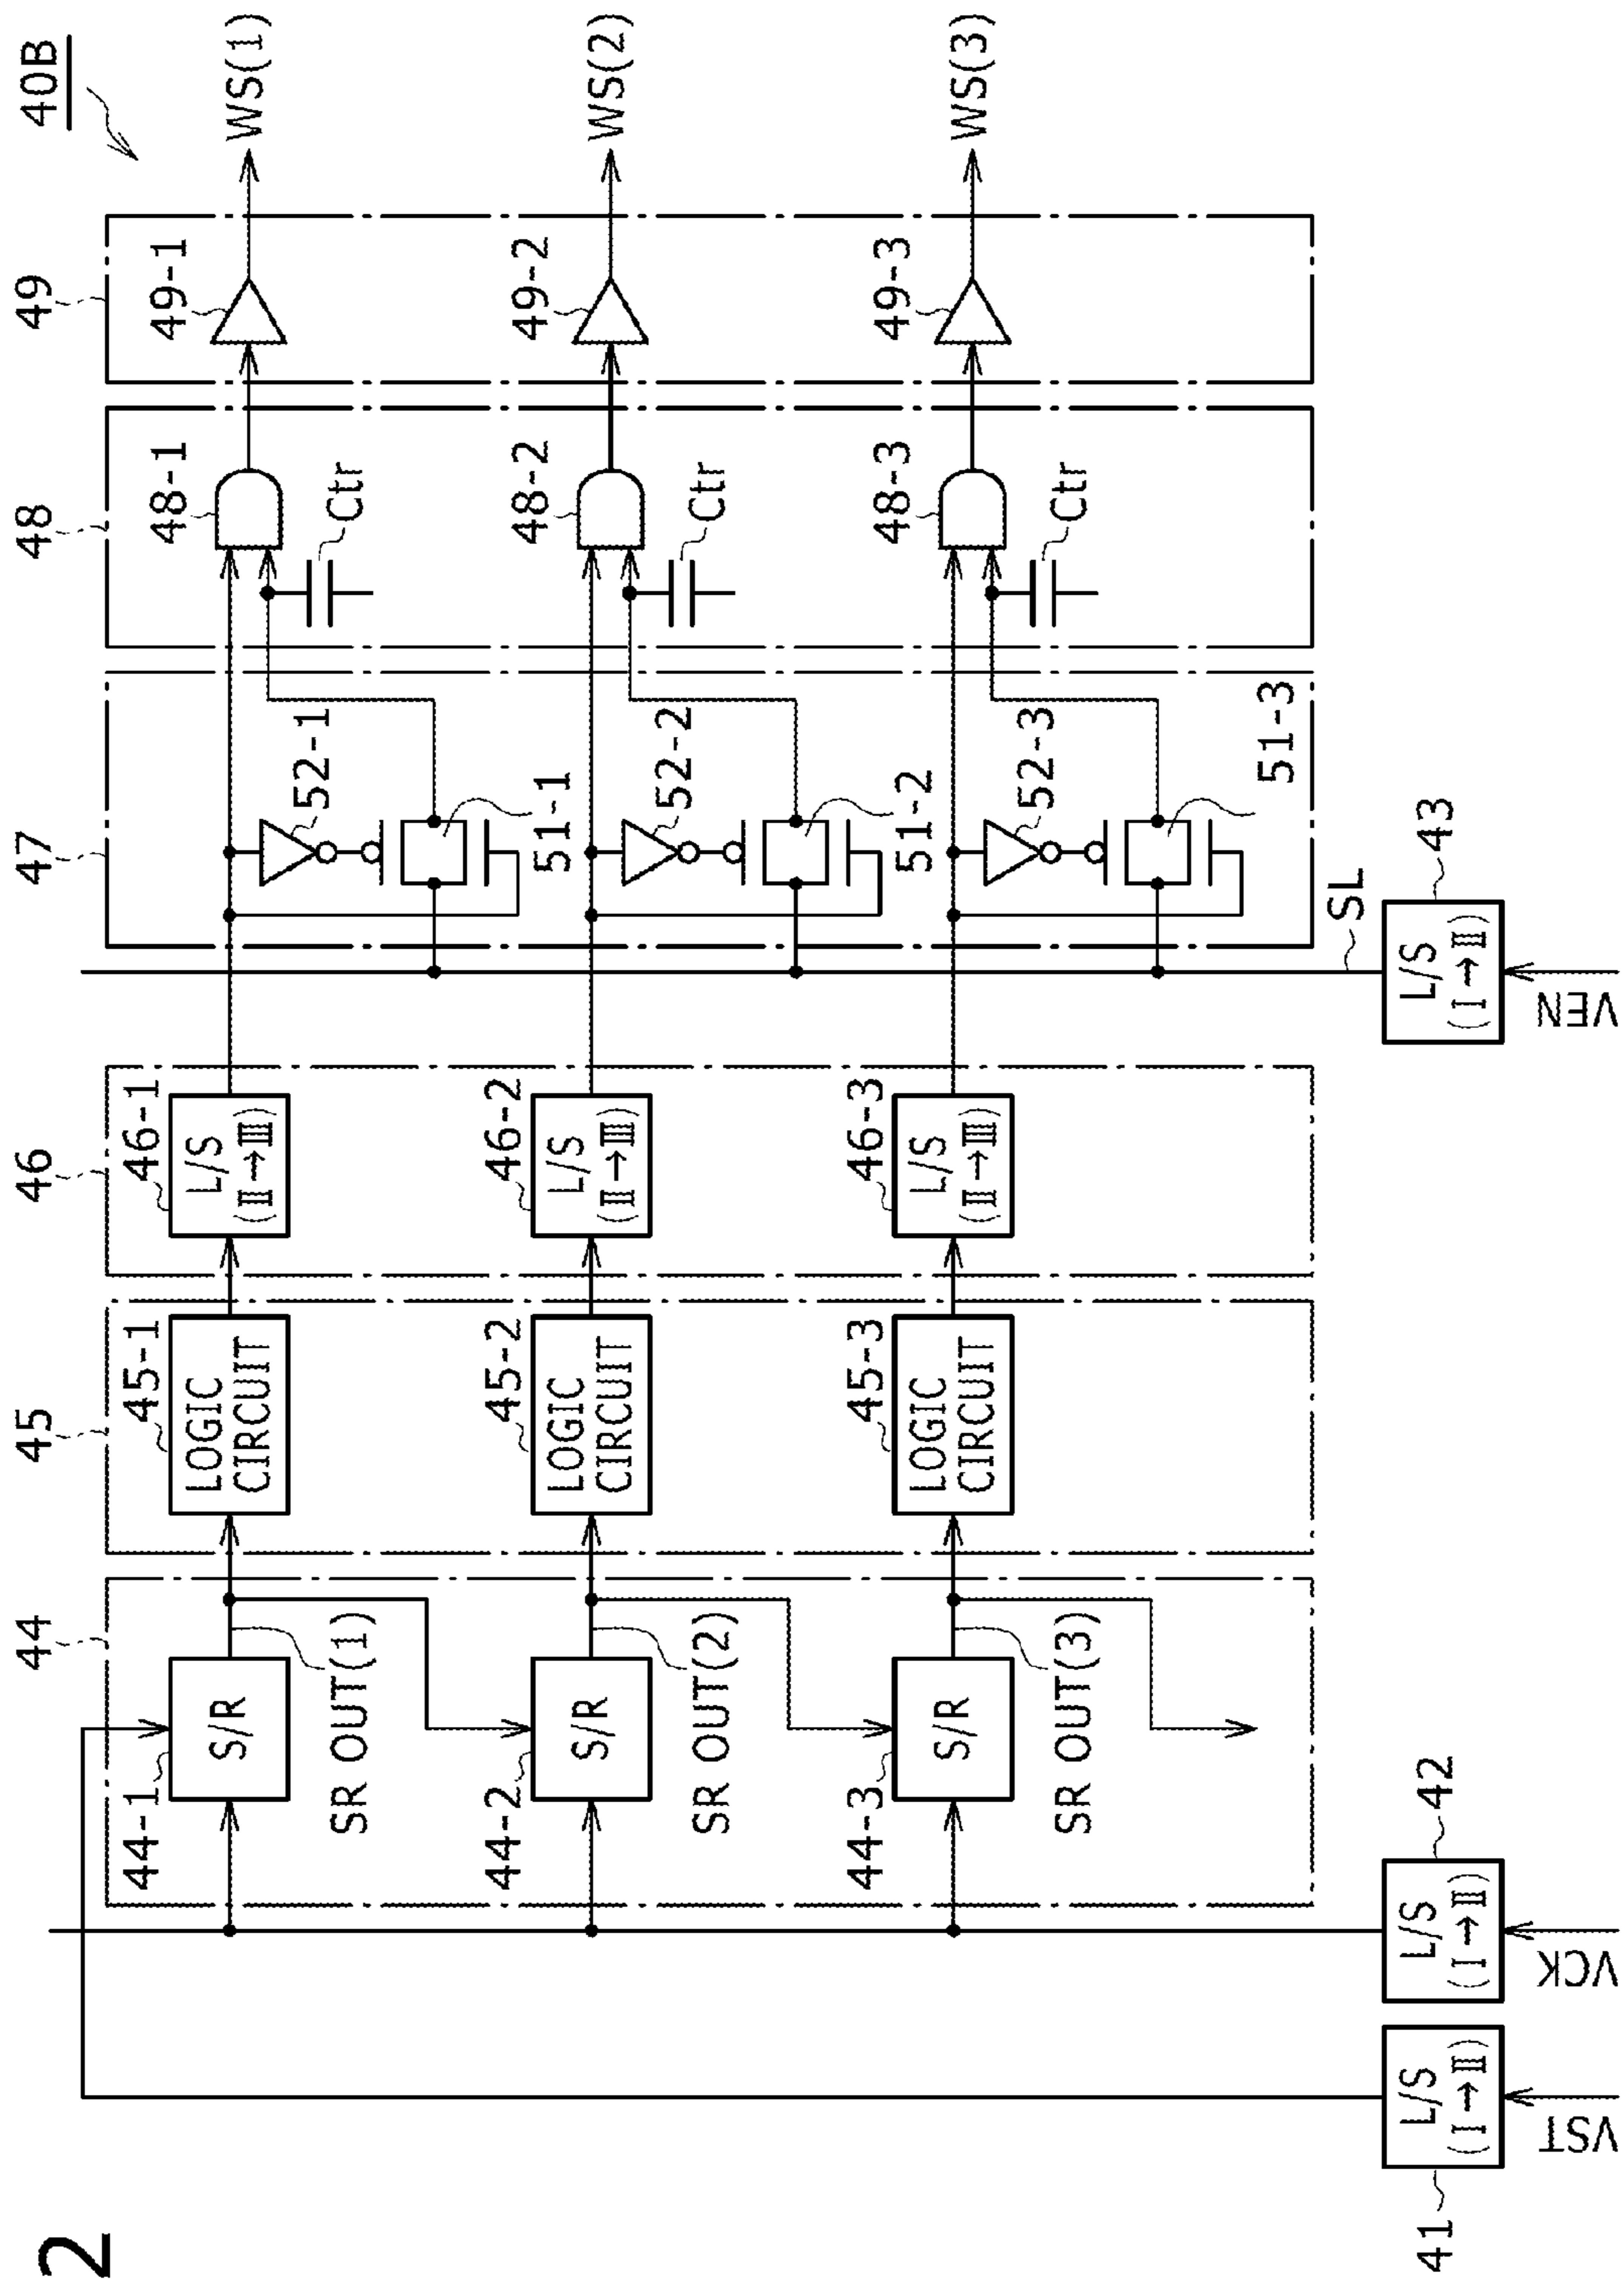 2
40B
44
45
46
47
48
49
44-1
S/R
SR OUT(1)
45-1
LOGIC
CIRCUIT
46-1
L/S
(II→III)
52-1
51-1
48-1
Ctr
49-1
WS(1)
44-2
S/R
SR OUT(2)
45-2
LOGIC
CIRCUIT
46-2
L/S
(II→III)
52-2
51-2
48-2
Ctr
49-2
WS(2)
44-3
S/R
SR OUT(3)
45-3
LOGIC
CIRCUIT
46-3
L/S
(II→III)
52-3
51-3
48-3
Ctr
49-3
WS(3)
SL
41
L/S
(I→II)
VST
42
L/S
(I→II)
VCK
43
L/S
(I→III)
VEN